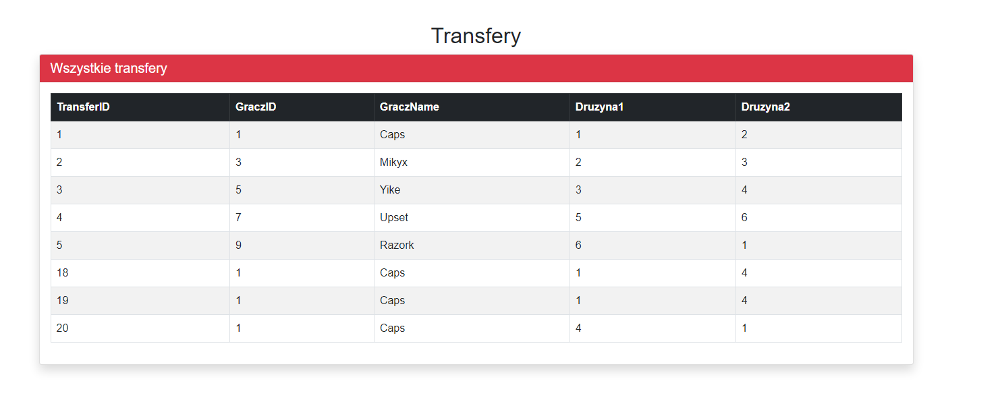 Transfery
Wszystkie transfery
TransferID GraczID GraczName Druzyna1 Druzyna2
1 1 Caps 1 2
2 3 Mikyx 2 3
3 5 Yike 3 4
4 7 Upset 5 6
5 9 Razork 6 1
18 1 Caps 1 4
19 1 Caps 1 4
20 1 Caps 4 1